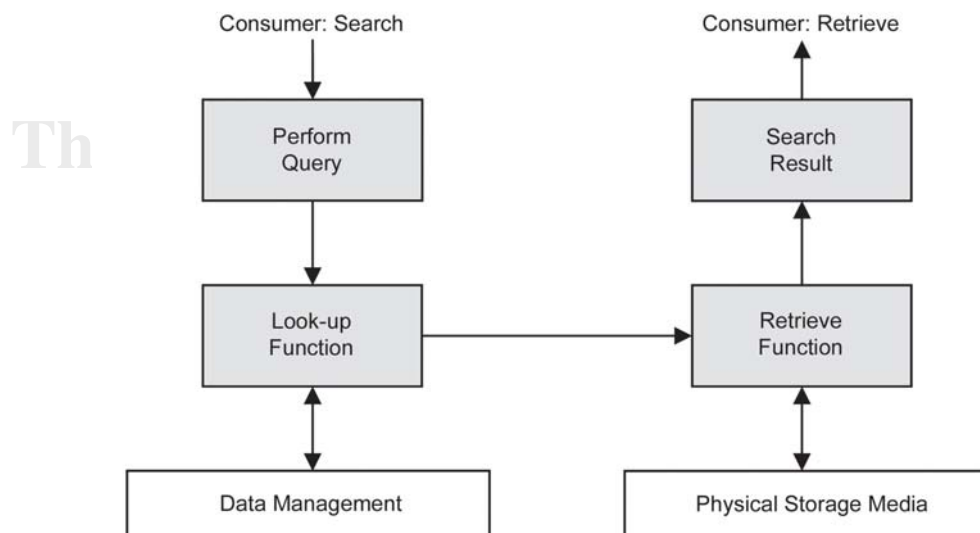 Consumer: Search
Consumer: Retrieve
Th
Perform
Query
Search
Result
Look-up
Function
Retrieve
Function
Data Management
Physical Storage Media